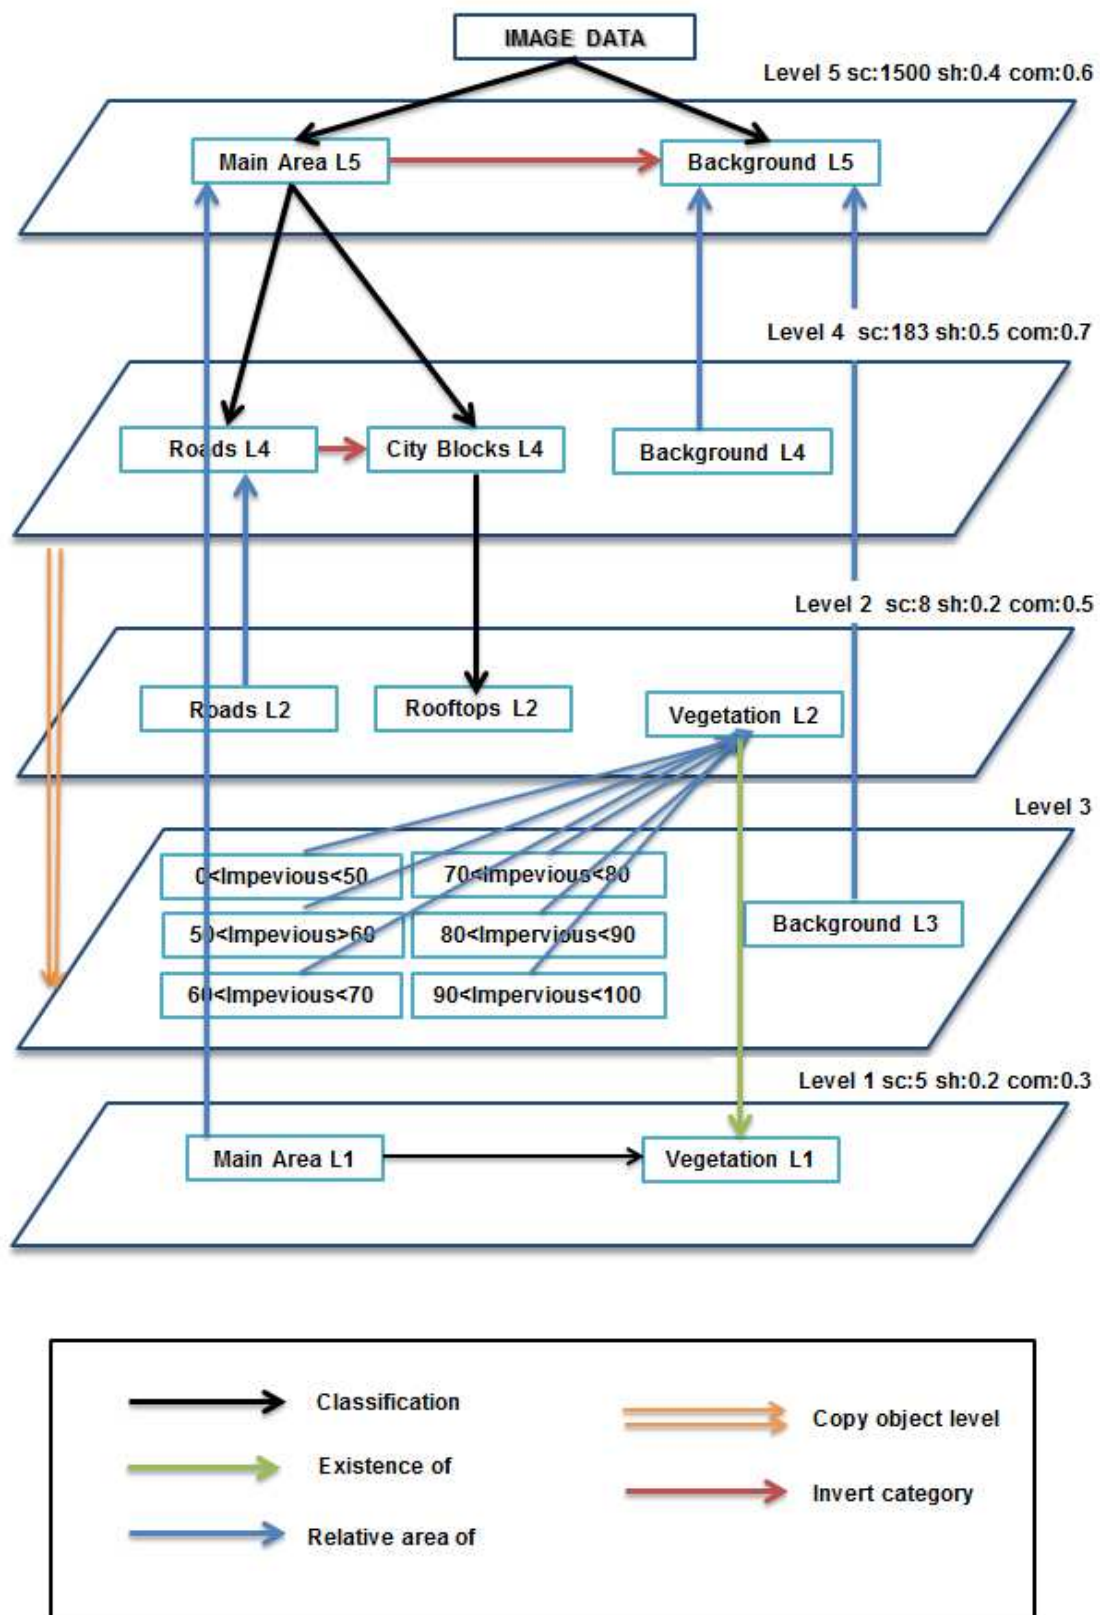 IMAGE DATA
Level 5 sc:1500 sh:0.4 com:0.6
Main Area L5
Background L5
Level 4 sc:183 sh:0.5 com:0.7
Roads L4
City Blocks L4
Background L4
Level 2 sc:8 sh:0.2 com:0.5
Roads L2
Rooftops L2
Vegetation L2
Level 3
0<Impevious<50
70<Impevious<80
50<Impevious>60
80<Impervious<90
Background L3
60<Impevious<70
90<Impervious<100
Level 1 sc:5 sh:0.2 com:0.3
Main Area L1
Vegetation L1
Classification
Copy object level
Existence of
Invert category
Relative area of